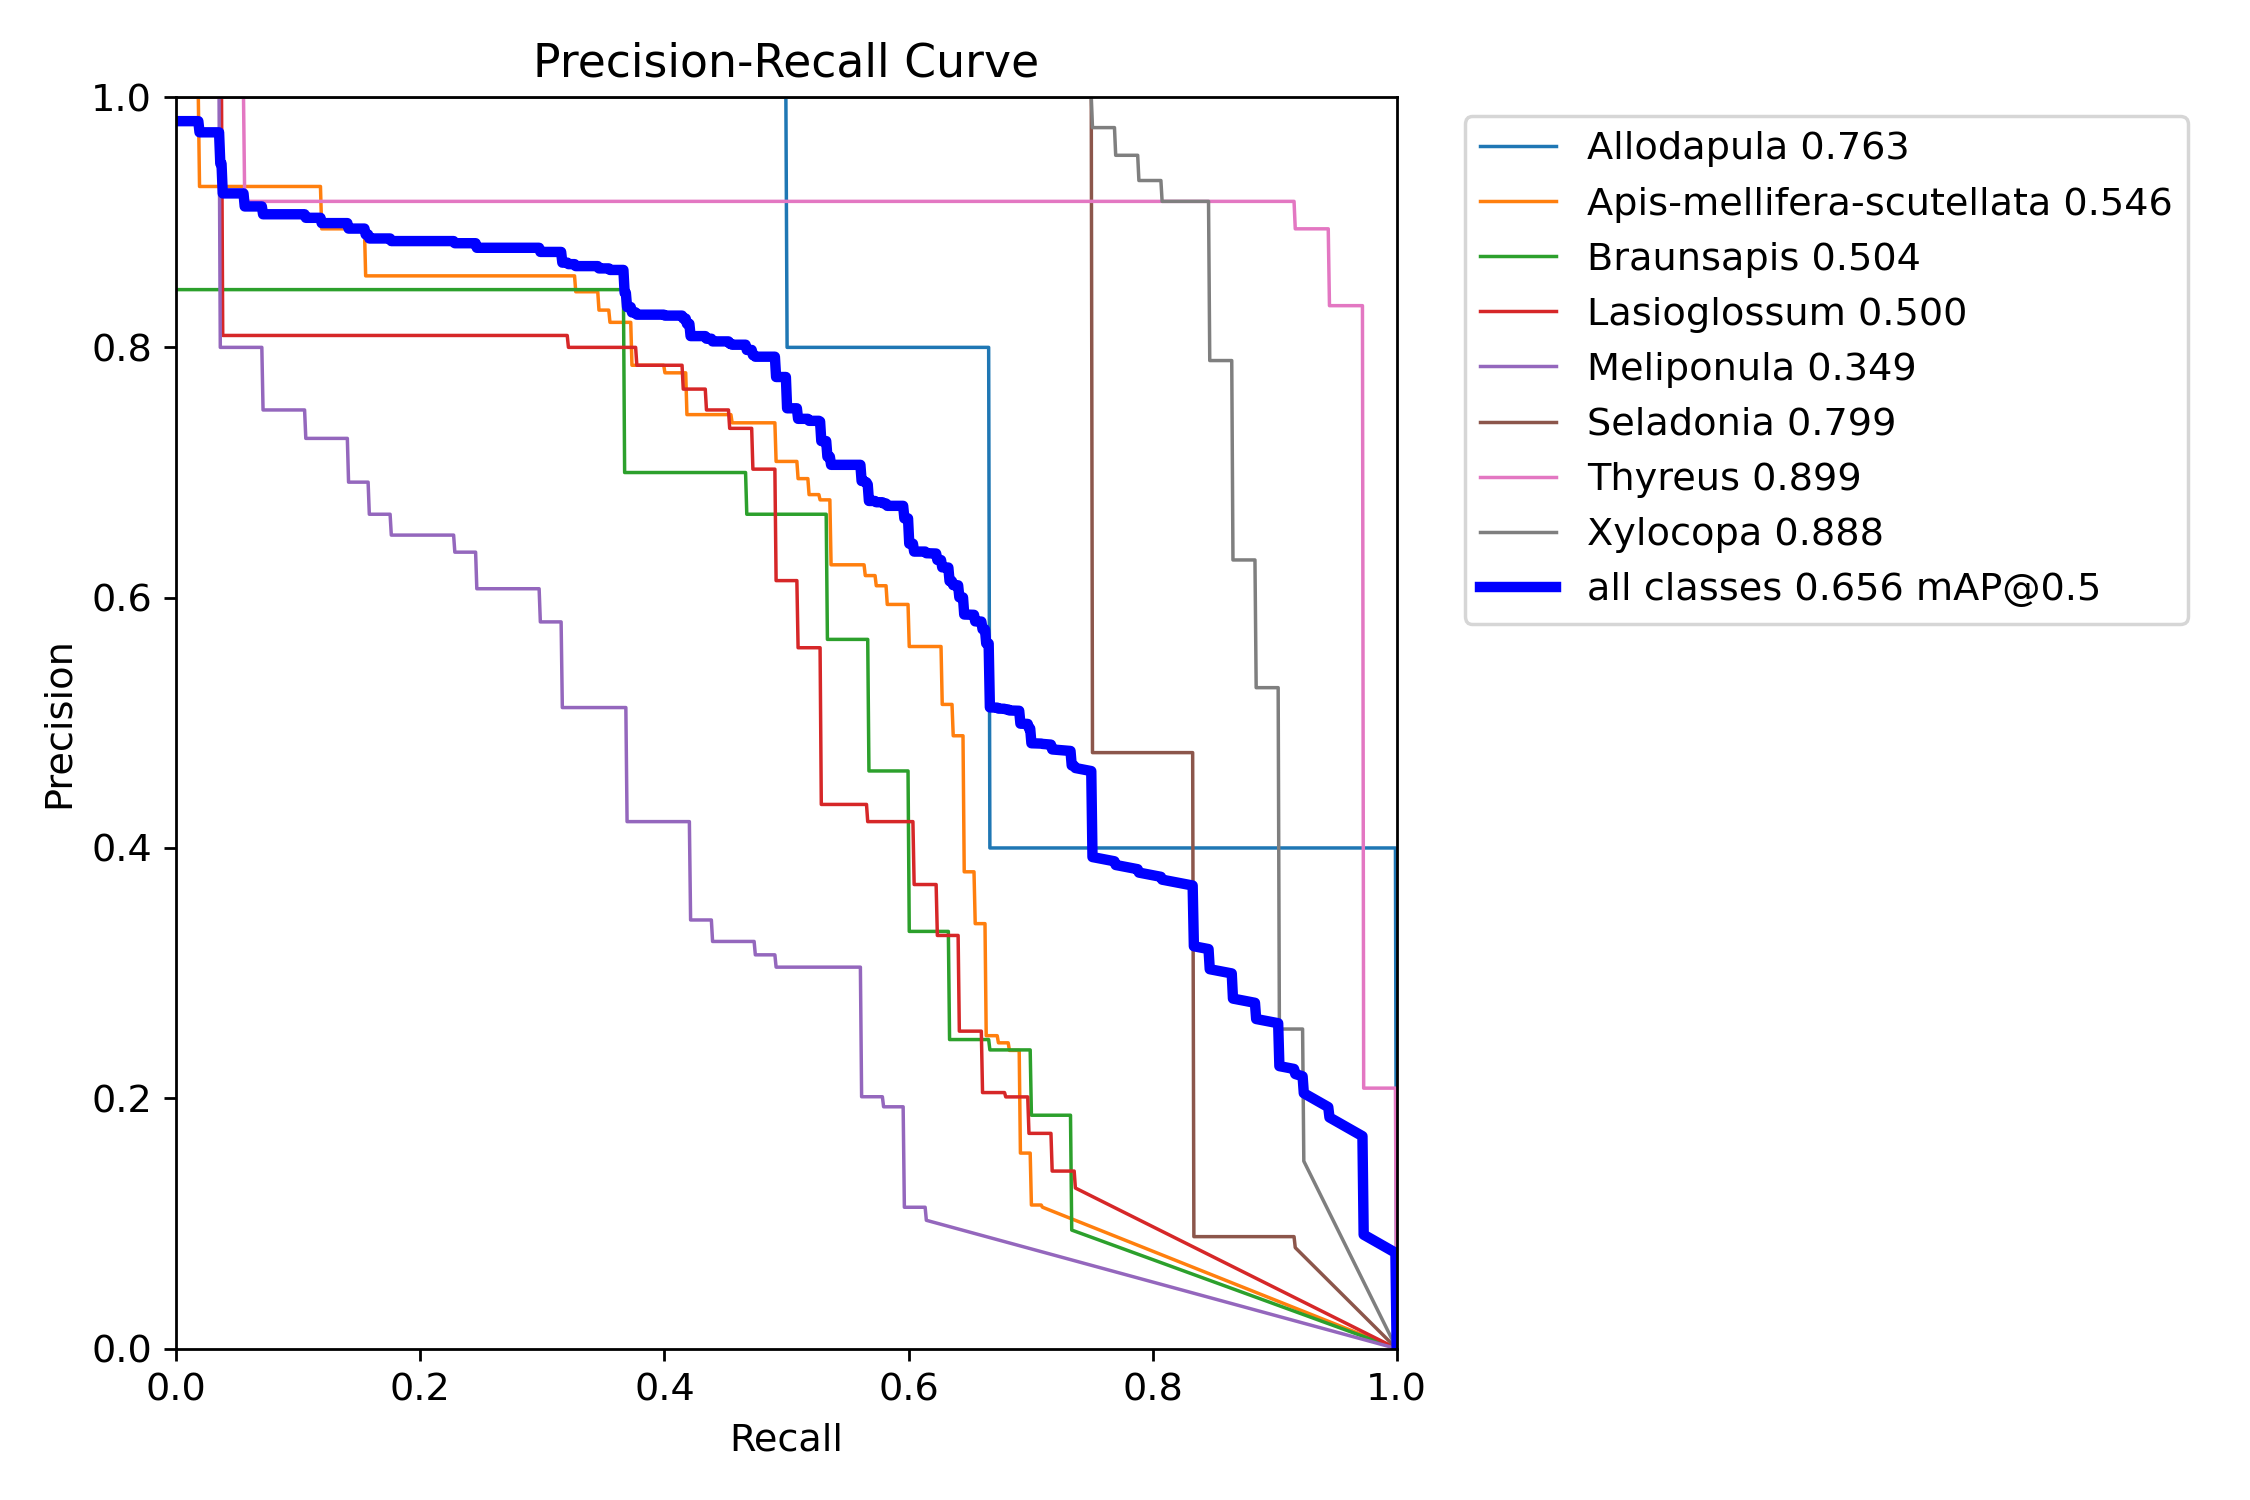 Precision-Recall Curve
1.0
0.8
0.6
0.4
0.2
0.0
Precision
0.0 0.2 0.4 0.6 0.8 1.0
Recall
Allodapula 0.763
Apis-mellifera-scutellata 0.546
Braunsapis 0.504
Lasioglossum 0.500
Meliponula 0.349
Seladonia 0.799
Thyreus 0.899
Xylocopa 0.888
all classes 0.656 mAP@0.5